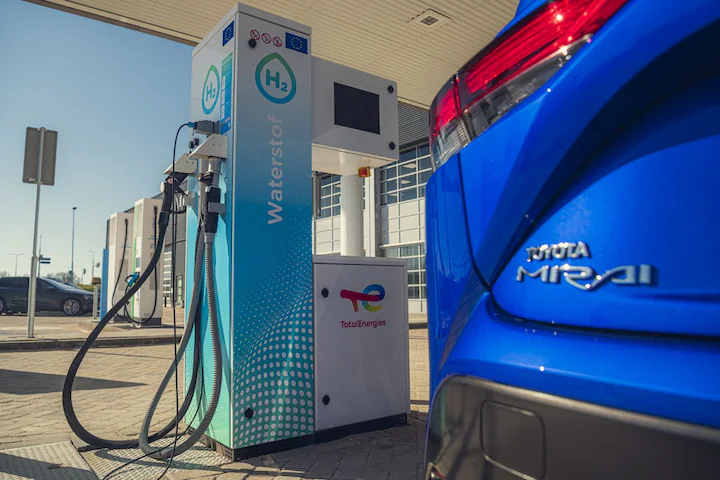 H2
H2
Waterstof
TotalEnergies
TOYOTA
MIRAI